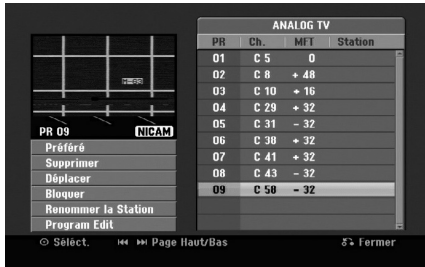 ANALOG TV
PR Ch. MFT Station
01 C 5 0
02 C 8 + 48
03 C 10 + 16
04 C 29 + 32
05 C 31 - 32
06 C 38 + 32
07 C 41 + 32
08 C 43 - 32
09 C 58 - 32
PR 09 NICAM
Préféré
Supprimer
Déplacer
Bloquer
Renommer la Station
Program Edit
Séléct. Page Haut/Bas Fermer